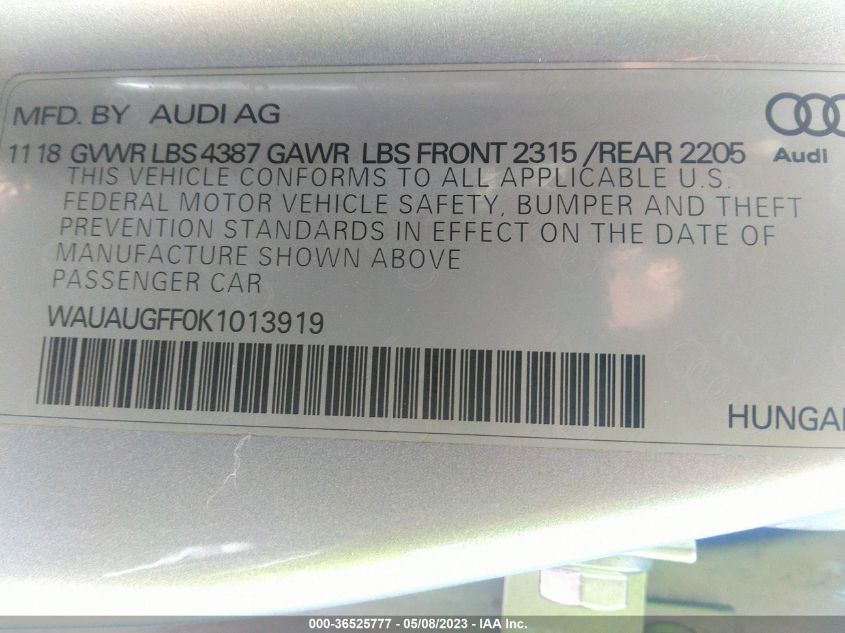 MFD. BY AUDI AG
1118 GVWR LBS 4387 GAWR LBS FRONT 2315 /REAR 2205
Audi
THIS VEHICLE CONFORMS TO ALL APPLICABLE U.S.
FEDERAL MOTOR VEHICLE SAFETY, BUMPER AND THEFT
PREVENTION STANDARDS IN EFFECT ON THE DATE OF
MANUFACTURE SHOWN ABOVE
PASSENGER CAR
WAUAUGFF0K1013919
HUNGA
000-36525777 - 05/08/2023 - IAA Inc.